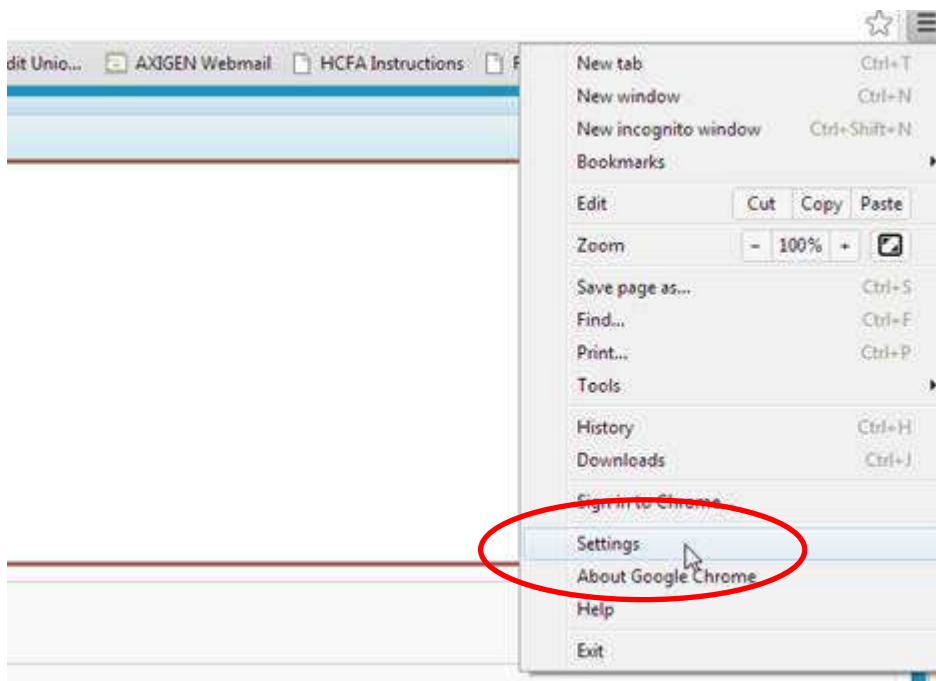 dit Unio... AXIGEN Webmail HCFA Instructions F
New tab Ctrl+T
New window Ctrl+N
New incognito window Ctrl+Shift+N
Bookmarks
Edit Cut Copy Paste
Zoom - 100% +
Save page as... Ctrl+S
Find... Ctrl+F
Print... Ctrl+P
Tools
History Ctrl+H
Downloads Ctrl+J
Sign in to Chrome...
Settings
About Google Chrome
Help
Exit